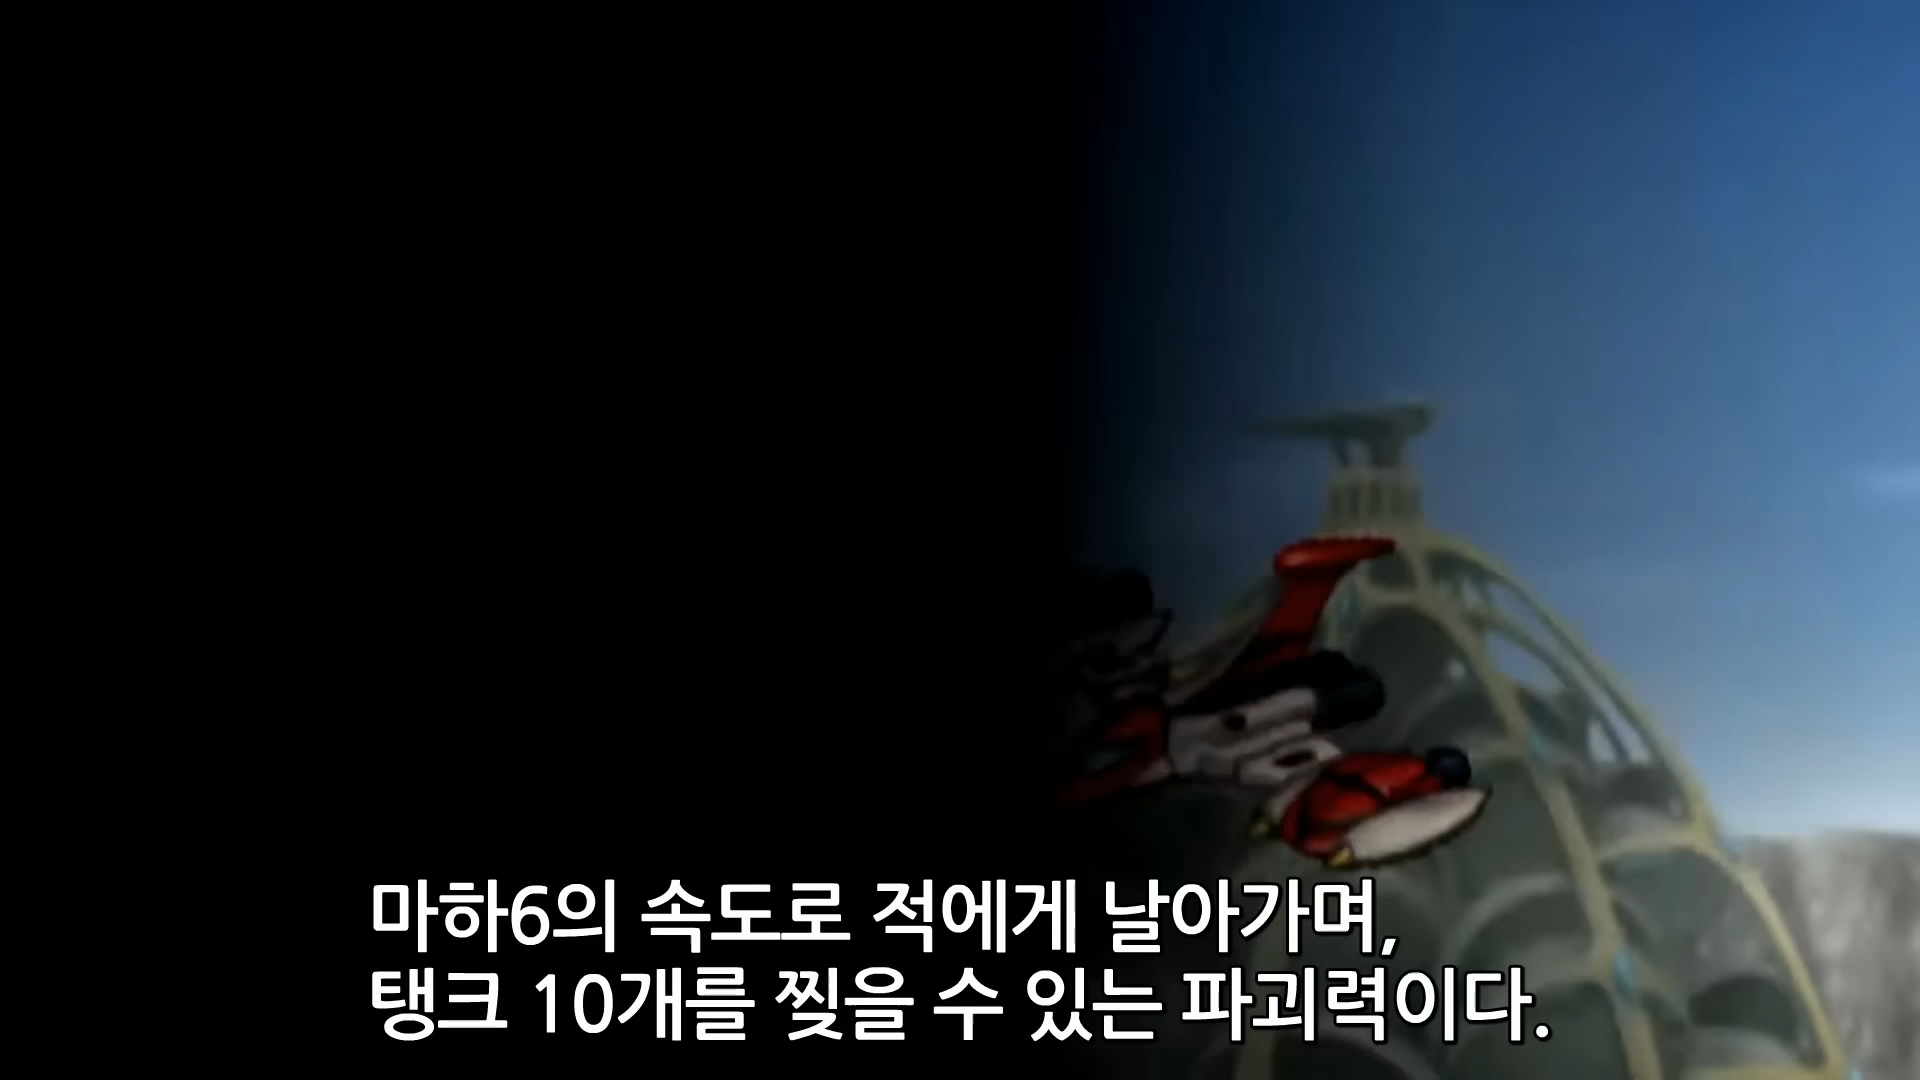 마하6의 속도로 적에게 날아가며,
탱크 10개를 찢을 수 있는 파괴력이다.